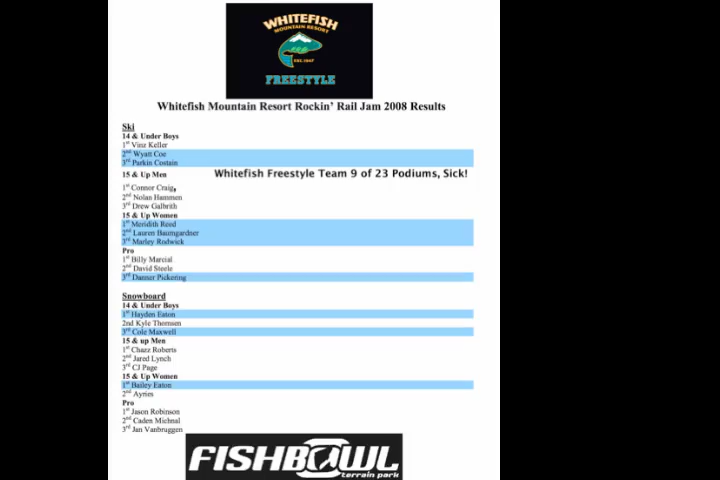 WHITEFISH
MOUNTAIN RESORT
EST. 1947
FREESTYLE
Whitefish Mountain Resort Rockin' Rail Jam 2008 Results
Ski
14 & Under Boys
1st Vinz Keller
2nd Wyatt Coe
3rd Parkin Costain
15 & Up Men
Whitefish Freestyle Team 9 of 23 Podiums, Sick!
1st Connor Craig,
2nd Nolan Hammen
3rd Drew Galbrith
15 & Up Women
1st Meridith Reed
2nd Lauren Baumgardner
3rd Marley Rodwick
Pro
1st Billy Marcial
2nd David Steele
3rd Danner Pickering
Snowboard
14 & Under Boys
1st Hayden Eaton
2nd Kyle Thomsen
3rd Cole Maxwell
15 & up Men
1st Chazz Roberts
2nd Jared Lynch
3rd CJ Page
15 & Up Women
1st Bailey Eaton
2nd Ayries
Pro
1st Jason Robinson
2nd Caden Michnal
3rd Jan Vanbruggen
FISHBOWL
terrain park